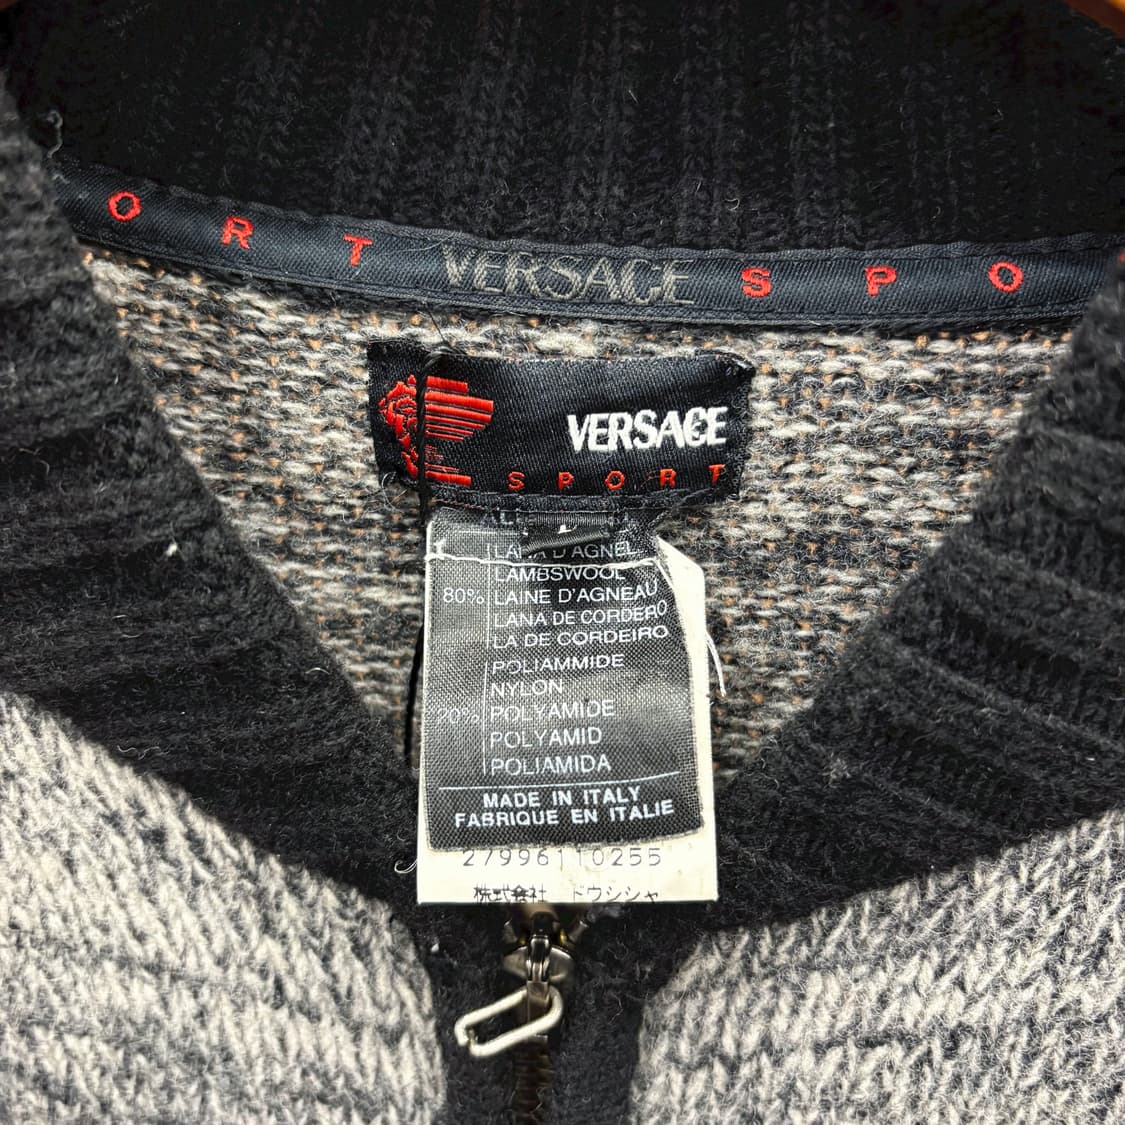 O R T VERSACE S P O
VERSACE
SPORT
L
LANA D'AGNEL
LAMBSWOOL
80% LAINE D'AGNEAU
LANA DE CORDERO
LA DE CORDEIRO
POLIAMMIDE
NYLON
20% POLYAMIDE
POLYAMID
POLIAMIDA
MADE IN ITALY
FABRIQUE EN ITALIE
27996110255
株式会社 ドウシシャ